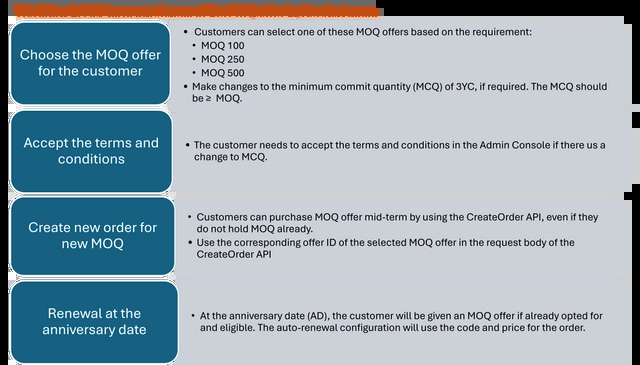 Choose the MOQ offer
for the customer
• Customers can select one of these MOQ offers based on the requirement:
• MOQ 100
• MOQ 250
• MOQ 500
• Make changes to the minimum commit quantity (MCQ) of 3YC, if required. The MCQ should
be ≥ MOQ.
Accept the terms and
conditions
• The customer needs to accept the terms and conditions in the Admin Console if there us a
change to MCQ.
Create new order for
new MOQ
• Customers can purchase MOQ offer mid-term by using the CreateOrder API, even if they
do not hold MOQ already.
• Use the corresponding offer ID of the selected MOQ offer in the request body of the
CreateOrder API
Renewal at the
anniversary date
• At the anniversary date (AD), the customer will be given an MOQ offer if already opted for
and eligible. The auto-renewal configuration will use the code and price for the order.